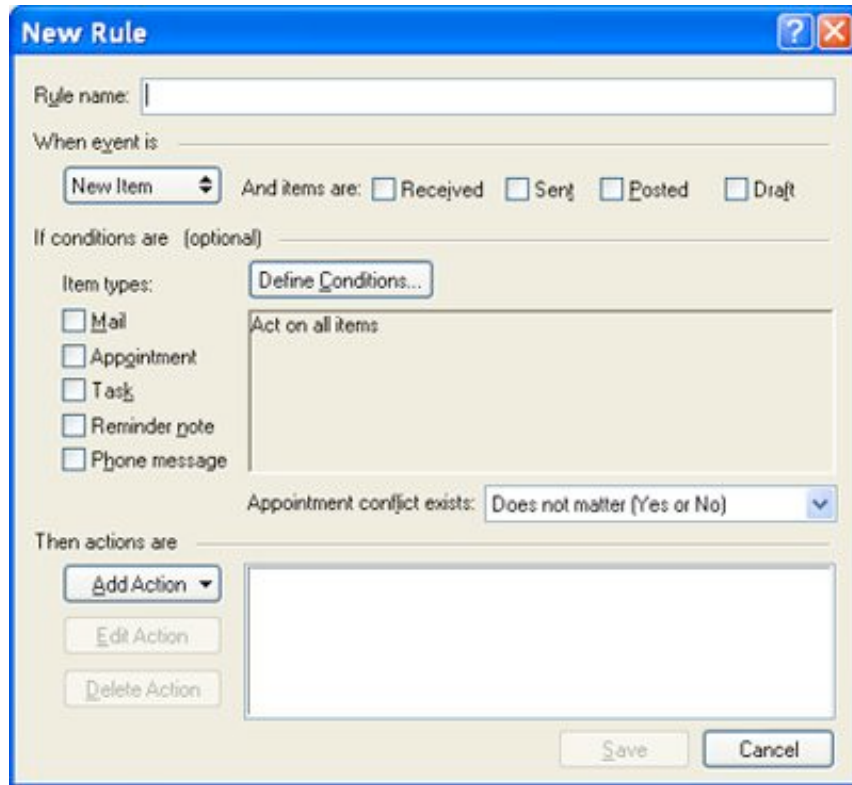 New Rule
Rule name:
When event is
New Item And items are: Received Sent Posted Draft
If conditions are (optional)
Item types: Define Conditions...
Mail Act on all items
Appointment
Task
Reminder note
Phone message
Appointment conflict exists: Does not matter (Yes or No)
Then actions are
Add Action
Edit Action
Delete Action
Save Cancel